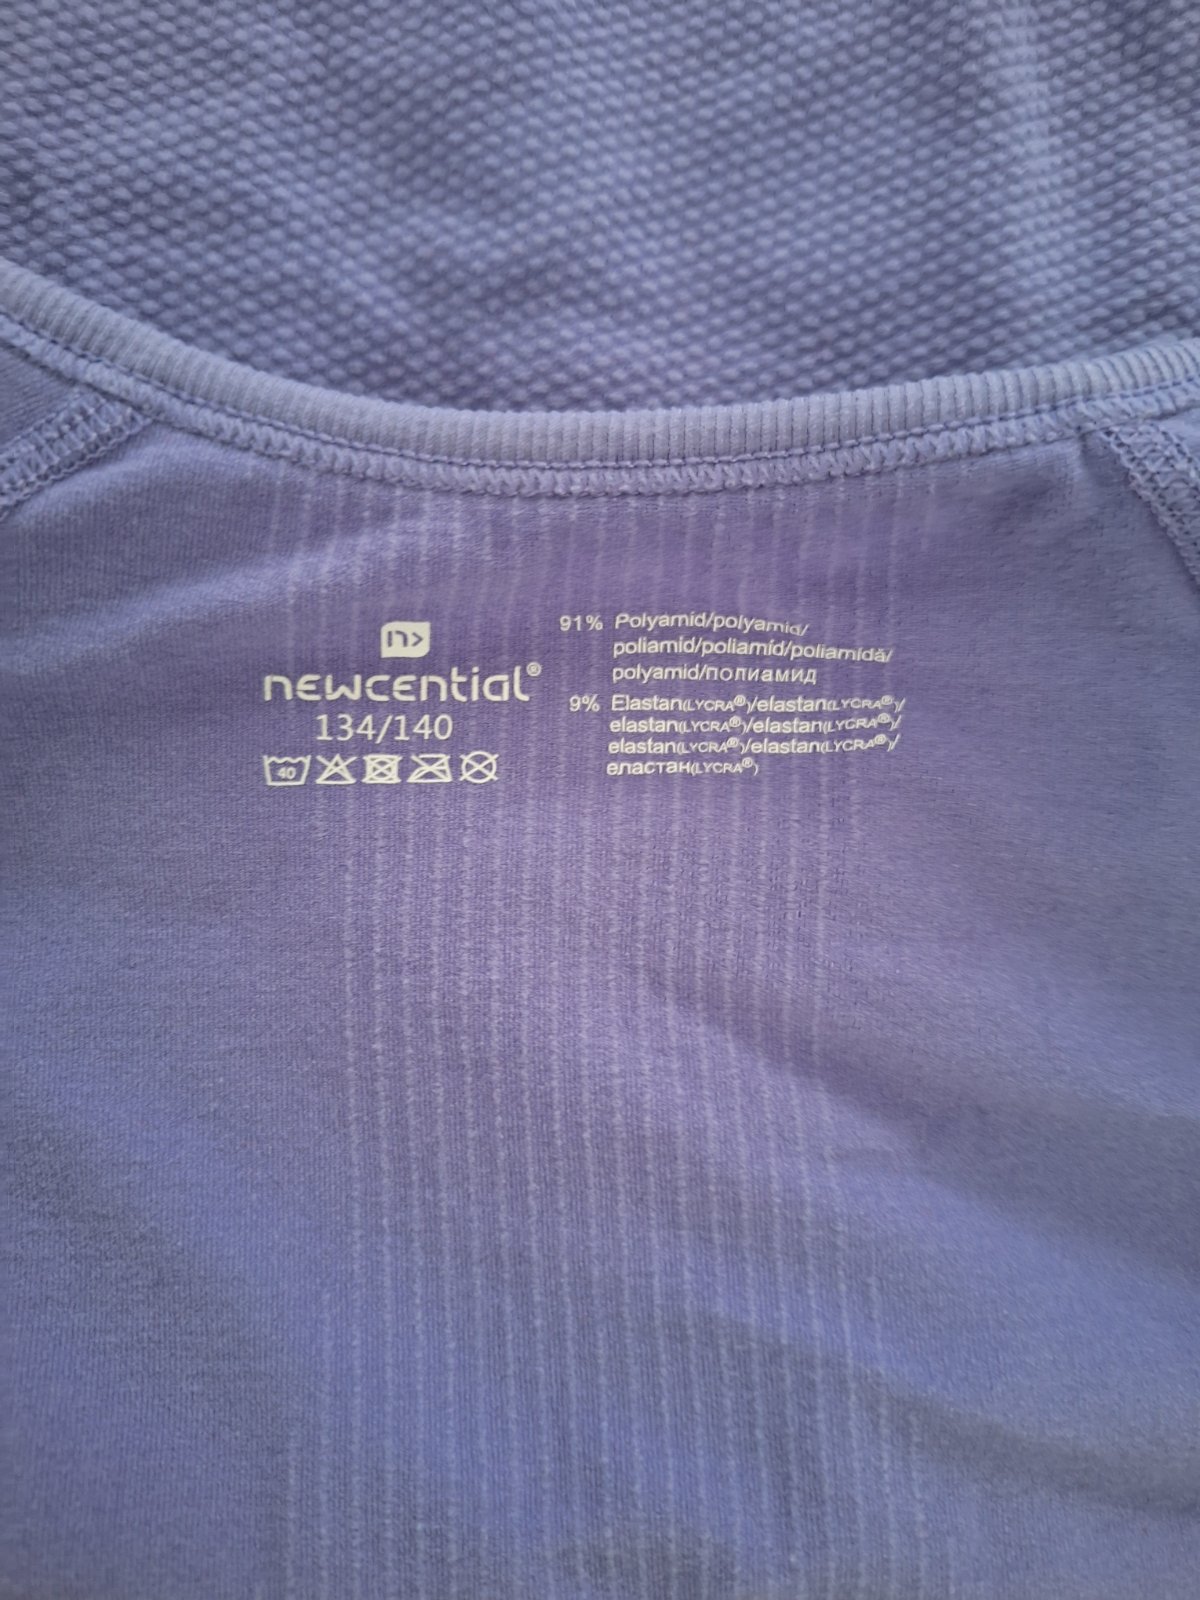 newcential®
134/140
40
91% Polyamid/polyamid/
poliamid/poliamid/poliamidă/
polyamid/полиамид
9% Elastan(LYCRA®)/elastan(LYCRA®)/
elastan(LYCRA®)/elastan(LYCRA®)/
elastan(LYCRA®)/elastan(LYCRA®)/
еластан(LYCRA®)